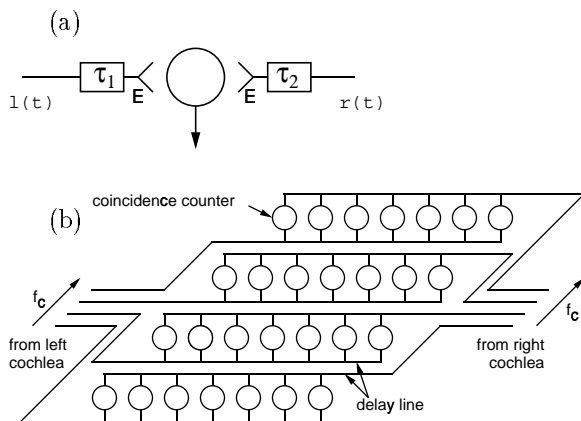 (a)
τ1 τ2
E E
l(t) r(t)
coincidence counter
(b)
fc
fc
from left
cochlea
from right
cochlea
delay line